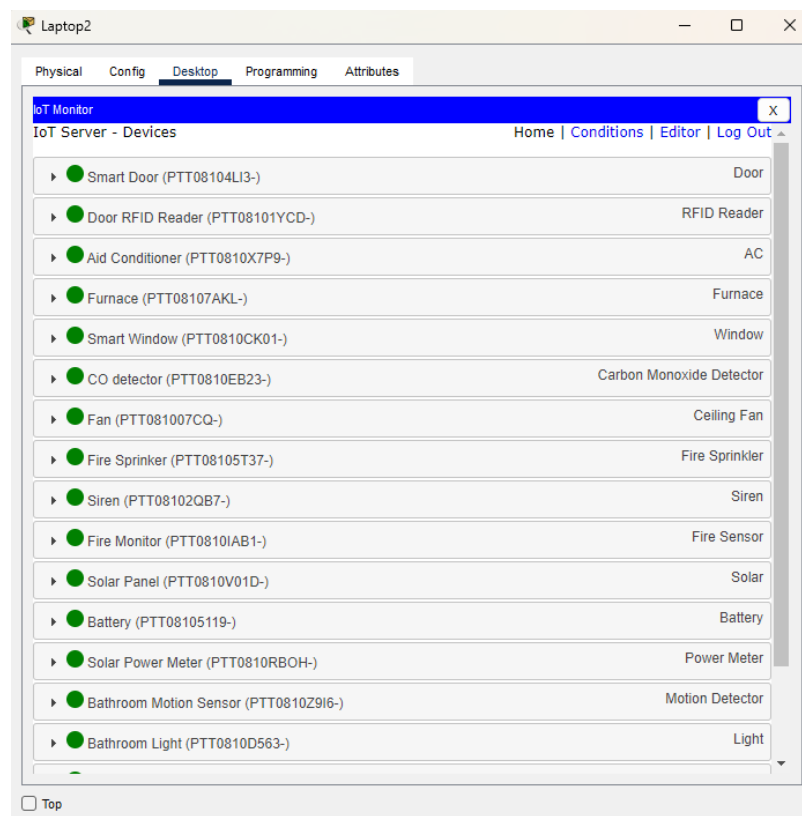 Laptop2
Physical Config Desktop Programming Attributes
IoT Monitor X
IoT Server - Devices Home | Conditions | Editor | Log Out
Smart Door (PTT08104LI3-) Door
Door RFID Reader (PTT08101YCD-) RFID Reader
Aid Conditioner (PTT0810X7P9-) AC
Furnace (PTT08107AKL-) Furnace
Smart Window (PTT0810CK01-) Window
CO detector (PTT0810EB23-) Carbon Monoxide Detector
Fan (PTT081007CQ-) Ceiling Fan
Fire Sprinker (PTT08105T37-) Fire Sprinkler
Siren (PTT08102QB7-) Siren
Fire Monitor (PTT0810IAB1-) Fire Sensor
Solar Panel (PTT0810V01D-) Solar
Battery (PTT08105119-) Battery
Solar Power Meter (PTT0810RBOH-) Power Meter
Bathroom Motion Sensor (PTT0810Z9I6-) Motion Detector
Bathroom Light (PTT0810D563-) Light
Top